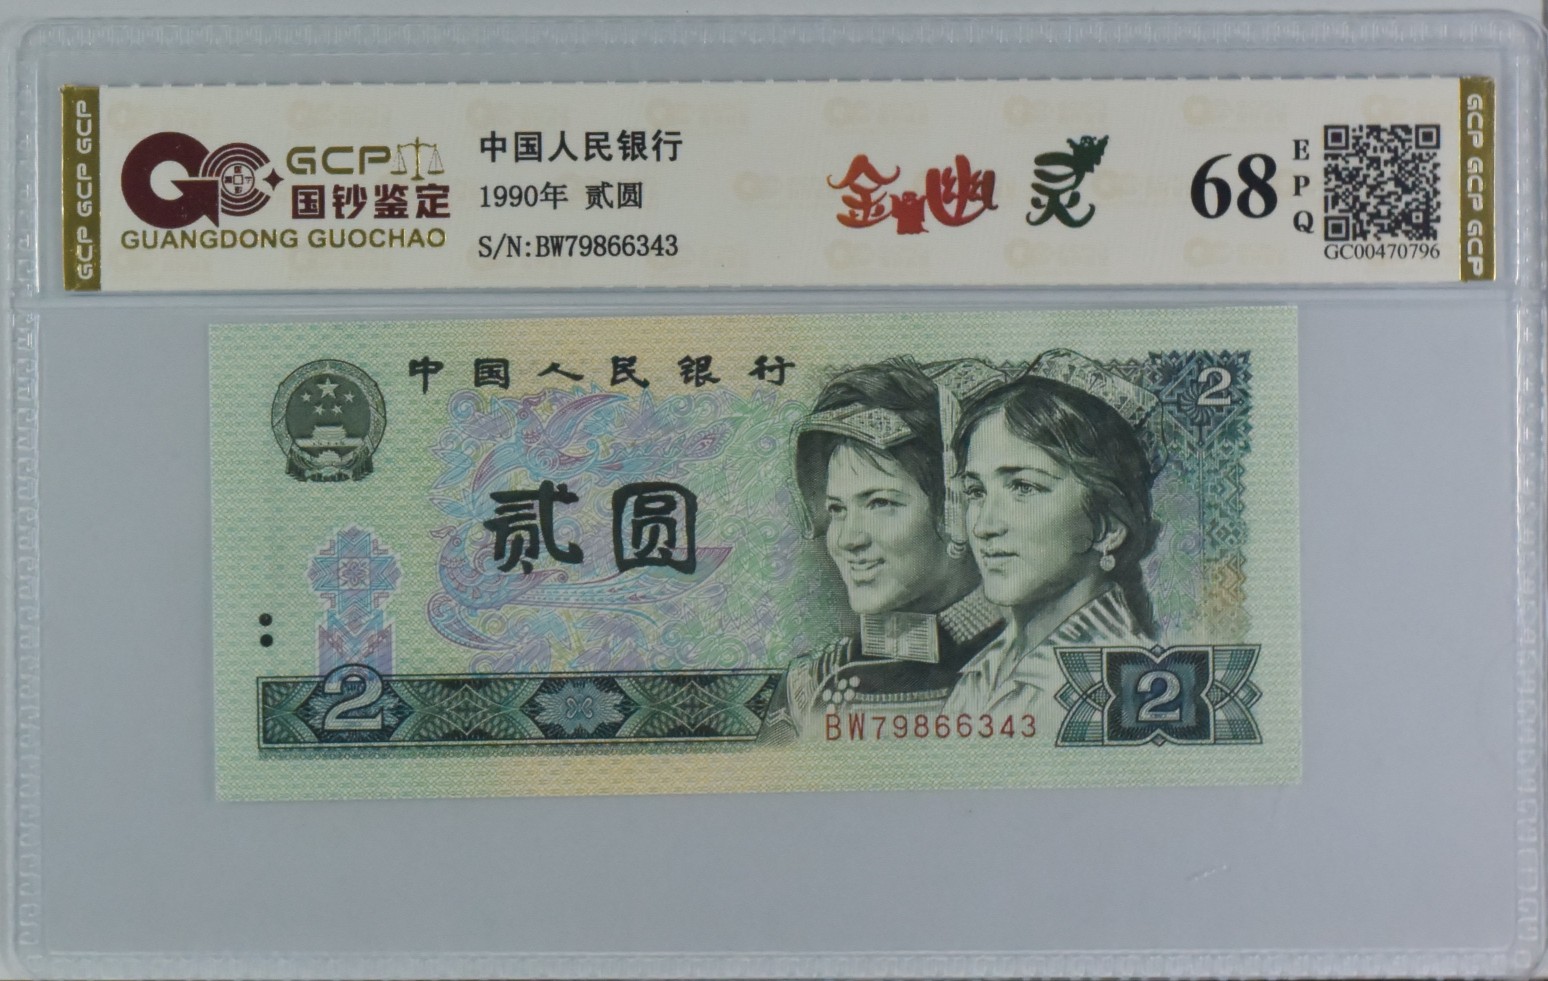 GCP GCP GCP
GCP
国钞鉴定
GUANGDONG GUOCHAO
中国人民银行
1990年 贰圆
S/N:BW79866343
金幽灵
68
EPQ
GC00470796
GCP GCP GCP
中国人民银行
2
贰圆
2
BW79866343
2